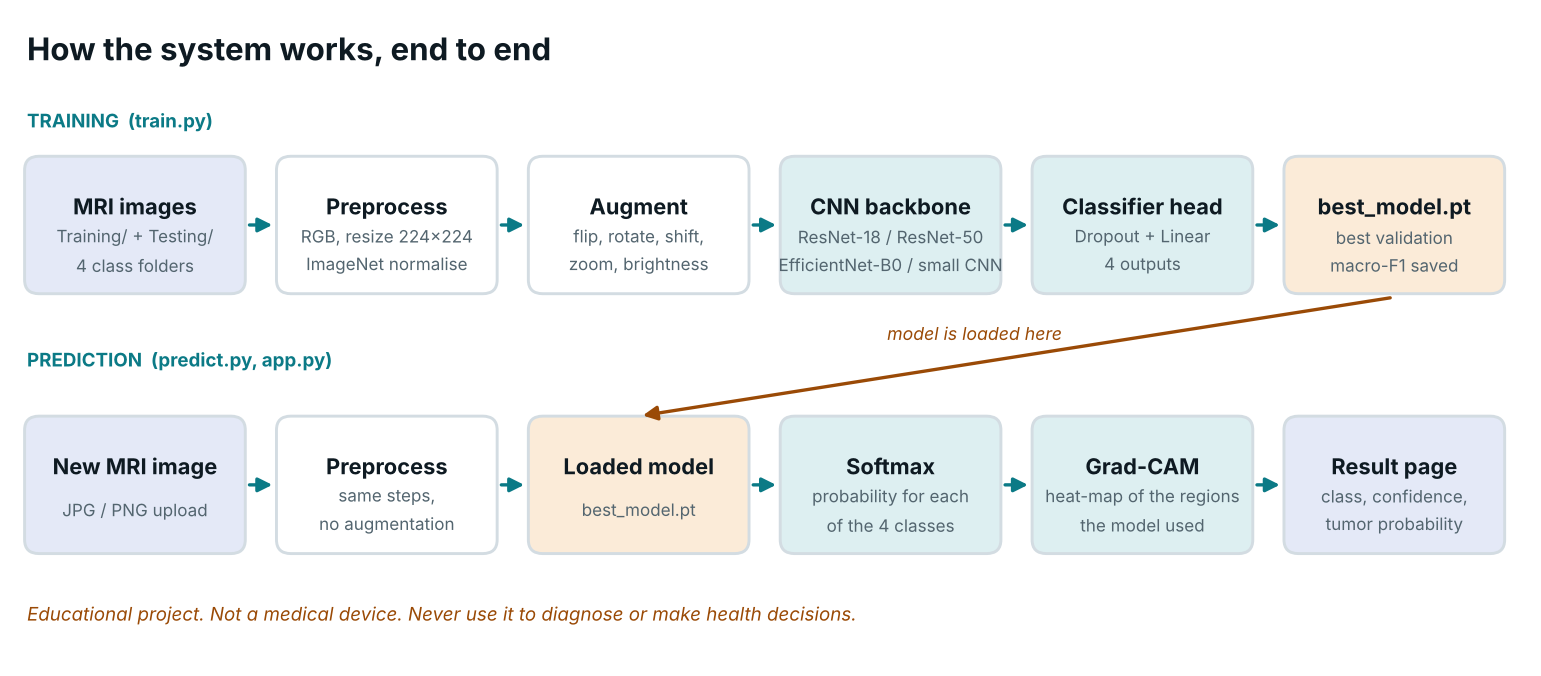 How the system works, end to end
TRAINING (train.py)
MRI images
Training/ + Testing/
4 class folders
Preprocess
RGB, resize 224×224
ImageNet normalise
Augment
flip, rotate, shift,
zoom, brightness
CNN backbone
ResNet-18 / ResNet-50
EfficientNet-B0 / small CNN
Classifier head
Dropout + Linear
4 outputs
best_model.pt
best validation
macro-F1 saved
model is loaded here
PREDICTION (predict.py, app.py)
New MRI image
JPG / PNG upload
Preprocess
same steps,
no augmentation
Loaded model
best_model.pt
Softmax
probability for each
of the 4 classes
Grad-CAM
heat-map of the regions
the model used
Result page
class, confidence,
tumor probability
Educational project. Not a medical device. Never use it to diagnose or make health decisions.